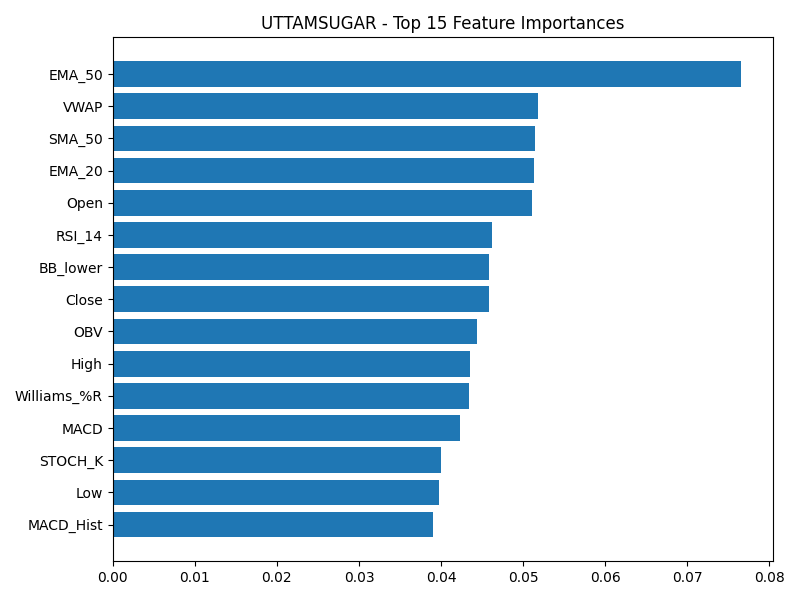 UTTAMSUGAR - Top 15 Feature Importances
EMA_50
VWAP
SMA_50
EMA_20
Open
RSI_14
BB_lower
Close
OBV
High
Williams_%R
MACD
STOCH_K
Low
MACD_Hist
0.00 0.01 0.02 0.03 0.04 0.05 0.06 0.07 0.08